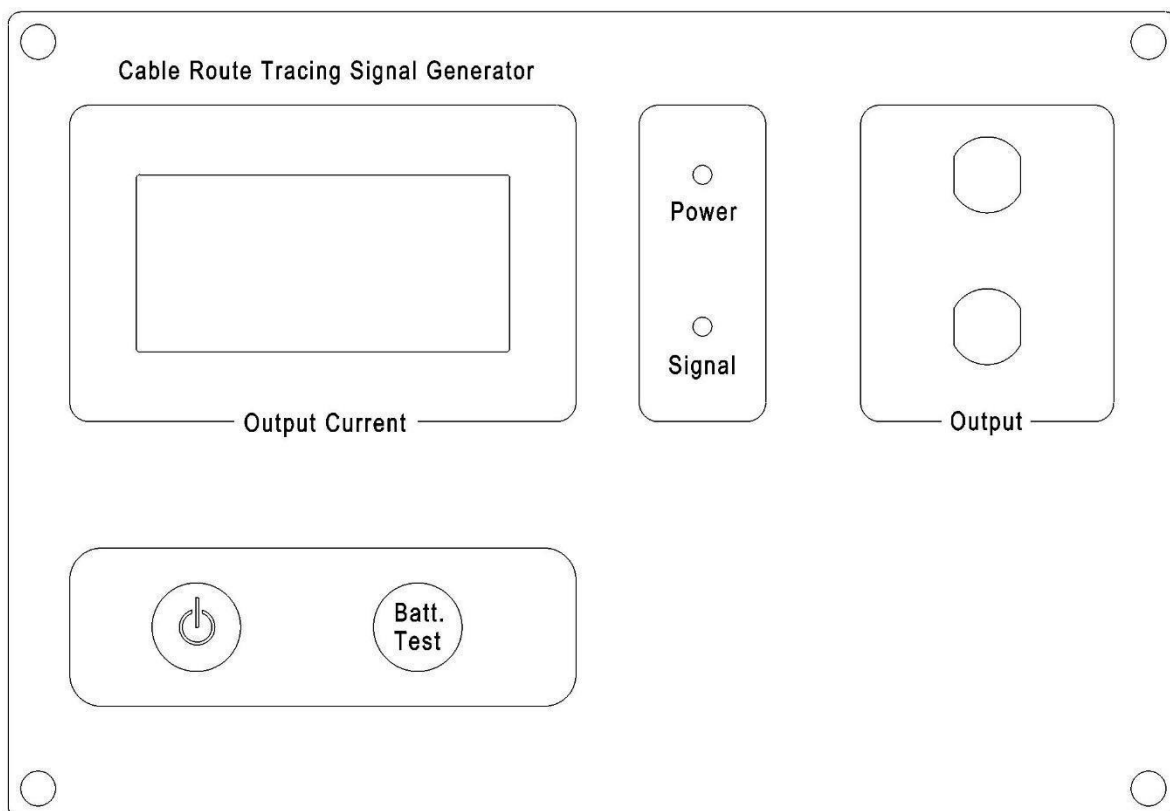 Cable Route Tracing Signal Generator
Power
Signal
Output Current
Output
Batt.
Test